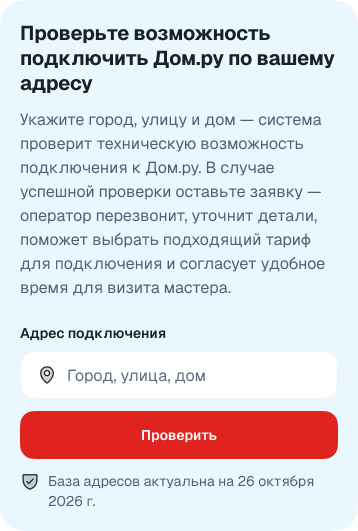 Проверьте возможность
подключить Дом.ру по вашему
адресу
Укажите город, улицу и дом — система
проверит техническую возможность
подключения к Дом.ру. В случае
успешной проверки оставьте заявку —
оператор перезвонит, уточнит детали,
поможет выбрать подходящий тариф
для подключения и согласует удобное
время для визита мастера.
Адрес подключения
Город, улица, дом
Проверить
База адресов актуальна на 26 октября
2026 г.